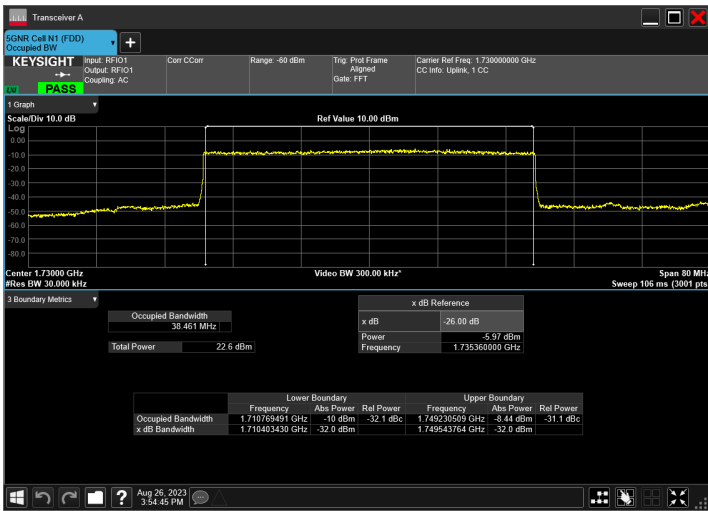 Transceiver A
5GNR Cell N1 (FDD)
Occupied BW
KEYSIGHT
PASS
Input: RFIO1
Output: RFIO1
Coupling: AC
Corr CCorr
Range: -60 dBm
Trig: Prot Frame
Aligned
Gate: FFT
Carrier Ref Freq: 1.730000000 GHz
CC Info: Uplink, 1 CC
1 Graph
Scale/Div 10.0 dB
Ref Value 10.00 dBm
Log
0.00
-10.0
-20.0
-30.0
-40.0
-50.0
-60.0
-70.0
-80.0
Center 1.73000 GHz
Video BW 300.00 kHz*
Span 80 MHz
#Res BW 30.000 kHz
Sweep 106 ms (3001 pts
3 Boundary Metrics
Occupied Bandwidth
38.461 MHz
Total Power 22.6 dBm
x dB Reference
x dB -26.00 dB
Power -5.97 dBm
Frequency 1.735360000 GHz
Lower Boundary Upper Boundary
Frequency Abs Power Rel Power Frequency Abs Power Rel Power
Occupied Bandwidth 1.710769491 GHz -10 dBm -32.1 dBc 1.749230509 GHz -8.44 dBm -31.1 dBc
x dB Bandwidth 1.710403430 GHz -32.0 dBm 1.749543764 GHz -32.0 dBm
Aug 26, 2023
3:54:45 PM